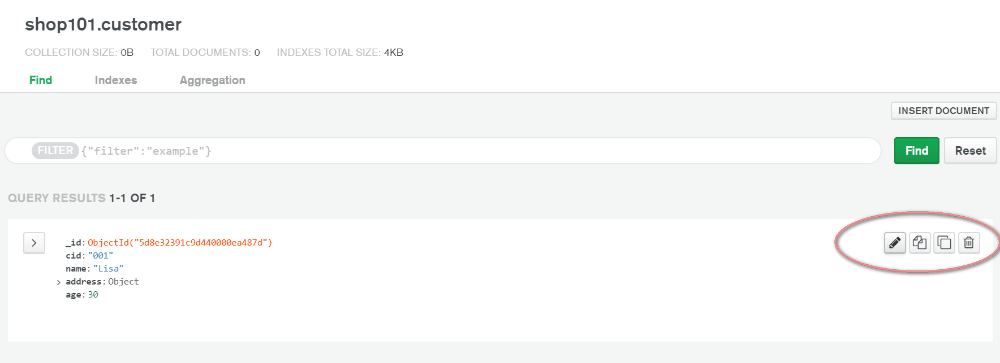 shop101.customer
COLLECTION SIZE: 0B TOTAL DOCUMENTS: 0 INDEXES TOTAL SIZE: 4KB
Find Indexes Aggregation
INSERT DOCUMENT
FILTER {"filter":"example"} Find Reset
QUERY RESULTS 1-1 OF 1
_id: ObjectId("5d8e32391c9d440000ea487d")
cid: "001"
name: "Lisa"
address: Object
age: 30